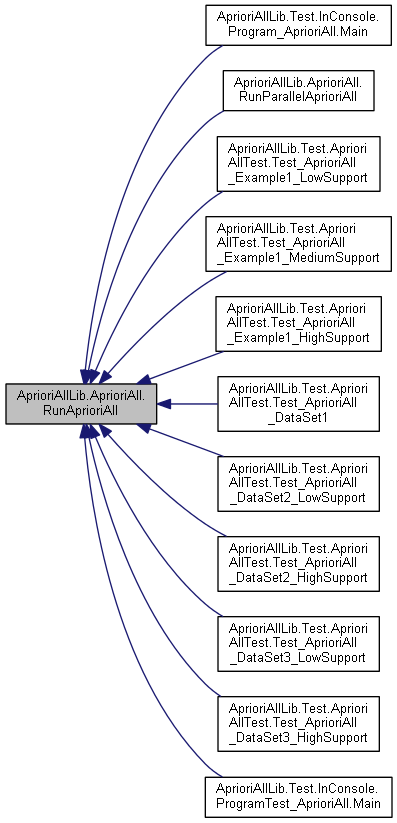 AprioriAllLib.Test.InConsole.
Program_AprioriAll.Main
AprioriAllLib.AprioriAll.
RunParallelAprioriAll
AprioriAllLib.Test.Apriori
AllTest.Test_AprioriAll
_Example1_LowSupport
AprioriAllLib.Test.Apriori
AllTest.Test_AprioriAll
_Example1_MediumSupport
AprioriAllLib.Test.Apriori
AllTest.Test_AprioriAll
_Example1_HighSupport
AprioriAllLib.AprioriAll.
RunAprioriAll
AprioriAllLib.Test.Apriori
AllTest.Test_AprioriAll
_DataSet1
AprioriAllLib.Test.Apriori
AllTest.Test_AprioriAll
_DataSet2_LowSupport
AprioriAllLib.Test.Apriori
AllTest.Test_AprioriAll
_DataSet2_HighSupport
AprioriAllLib.Test.Apriori
AllTest.Test_AprioriAll
_DataSet3_LowSupport
AprioriAllLib.Test.Apriori
AllTest.Test_AprioriAll
_DataSet3_HighSupport
AprioriAllLib.Test.InConsole.
ProgramTest_AprioriAll.Main